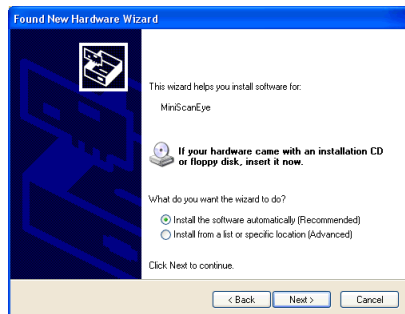 Found New Hardware Wizard
This wizard helps you install software for:
MiniScanEye
If your hardware came with an installation CD
or floppy disk, insert it now.
What do you want the wizard to do?
Install the software automatically (Recommended)
Install from a list or specific location (Advanced)
Click Next to continue.
< Back Next > Cancel